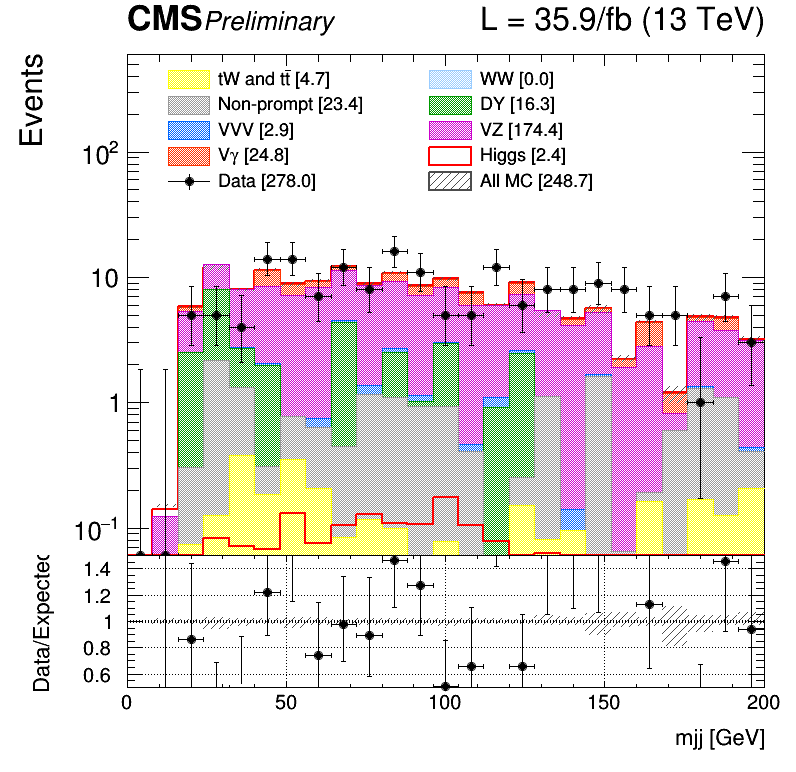 CMS Preliminary L = 35.9/fb (13 TeV)
Events
tW and tt̄ [4.7] WW [0.0]
Non-prompt [23.4] DY [16.3]
VVV [2.9] VZ [174.4]
Vγ [24.8] Higgs [2.4]
Data [278.0] All MC [248.7]
10²
10
1
10⁻¹
Data/Expected
1.4
1.2
1
0.8
0.6
0 50 100 150 200
mjj [GeV]